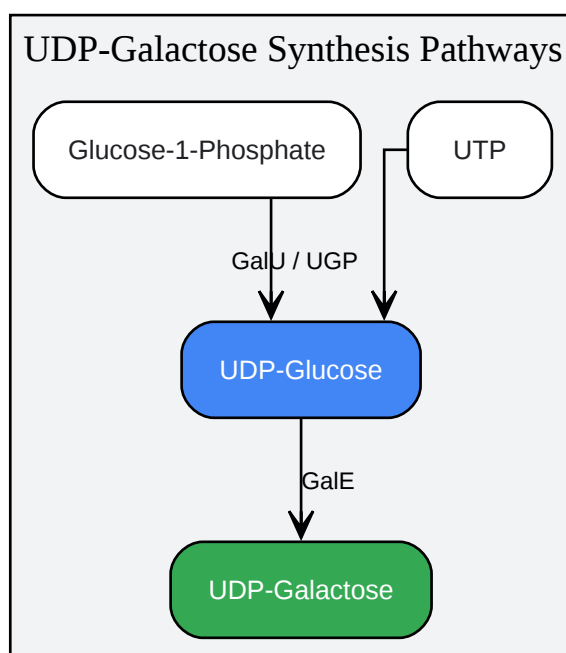 UDP-Galactose Synthesis Pathways
Glucose-1-Phosphate
UTP
GalU / UGP
UDP-Glucose
GalE
UDP-Galactose